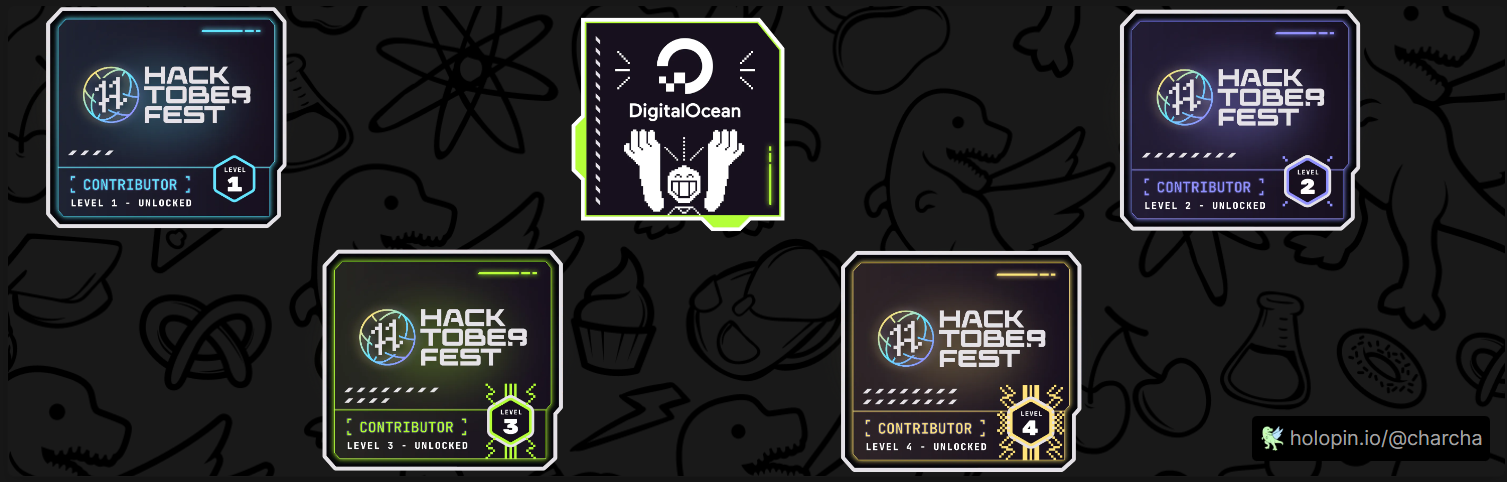 HACK
TOBER
FEST
CONTRIBUTOR
LEVEL 1 - UNLOCKED
LEVEL
1
DigitalOcean
HACK
TOBER
FEST
CONTRIBUTOR
LEVEL 2 - UNLOCKED
LEVEL
2
HACK
TOBER
FEST
CONTRIBUTOR
LEVEL 3 - UNLOCKED
LEVEL
3
HACK
TOBER
FEST
CONTRIBUTOR
LEVEL 4 - UNLOCKED
LEVEL
4
holopin.io/@charcha